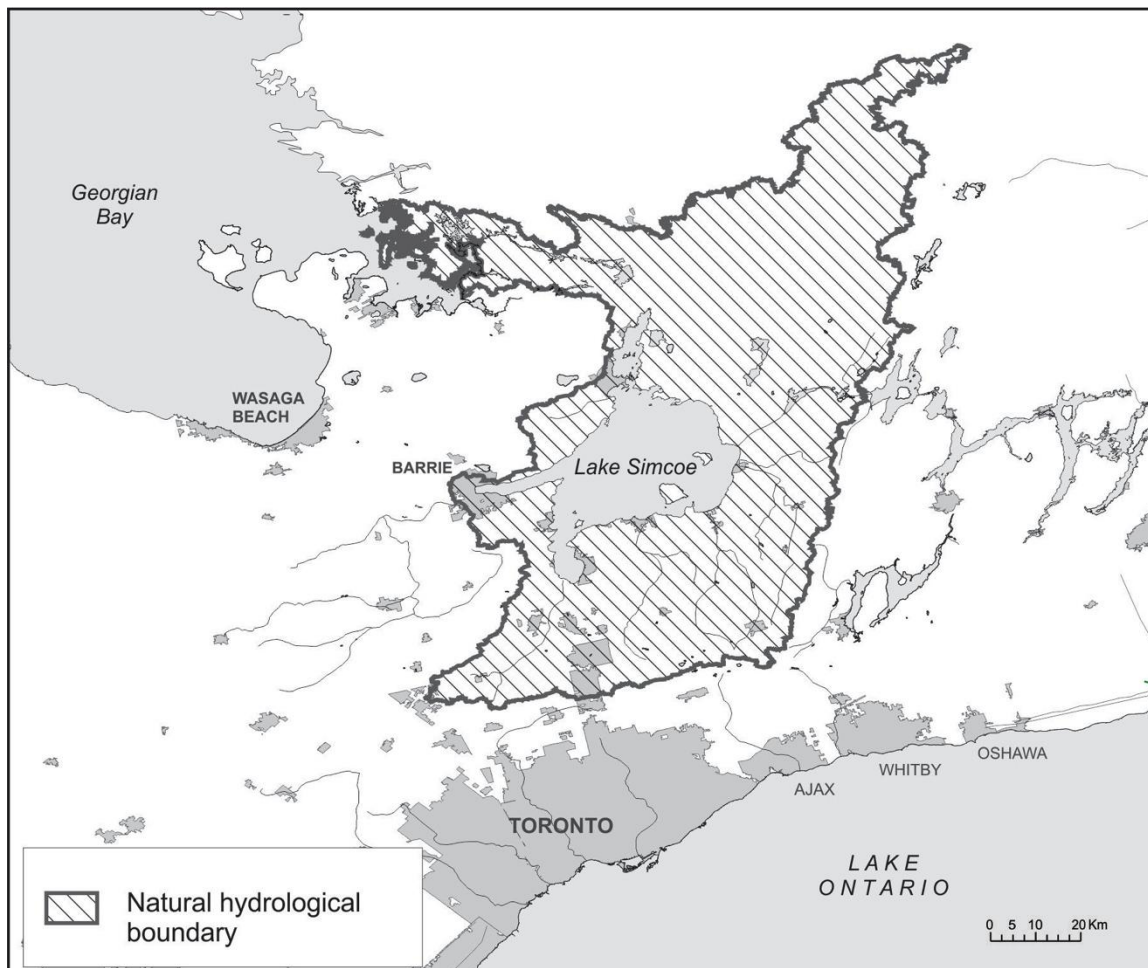 Georgian
Bay
WASAGA
BEACH
BARRIE
Lake Simcoe
TORONTO
AJAX
WHITBY
OSHAWA
LAKE
ONTARIO
Natural hydrological
boundary
0 5 10 20 Km